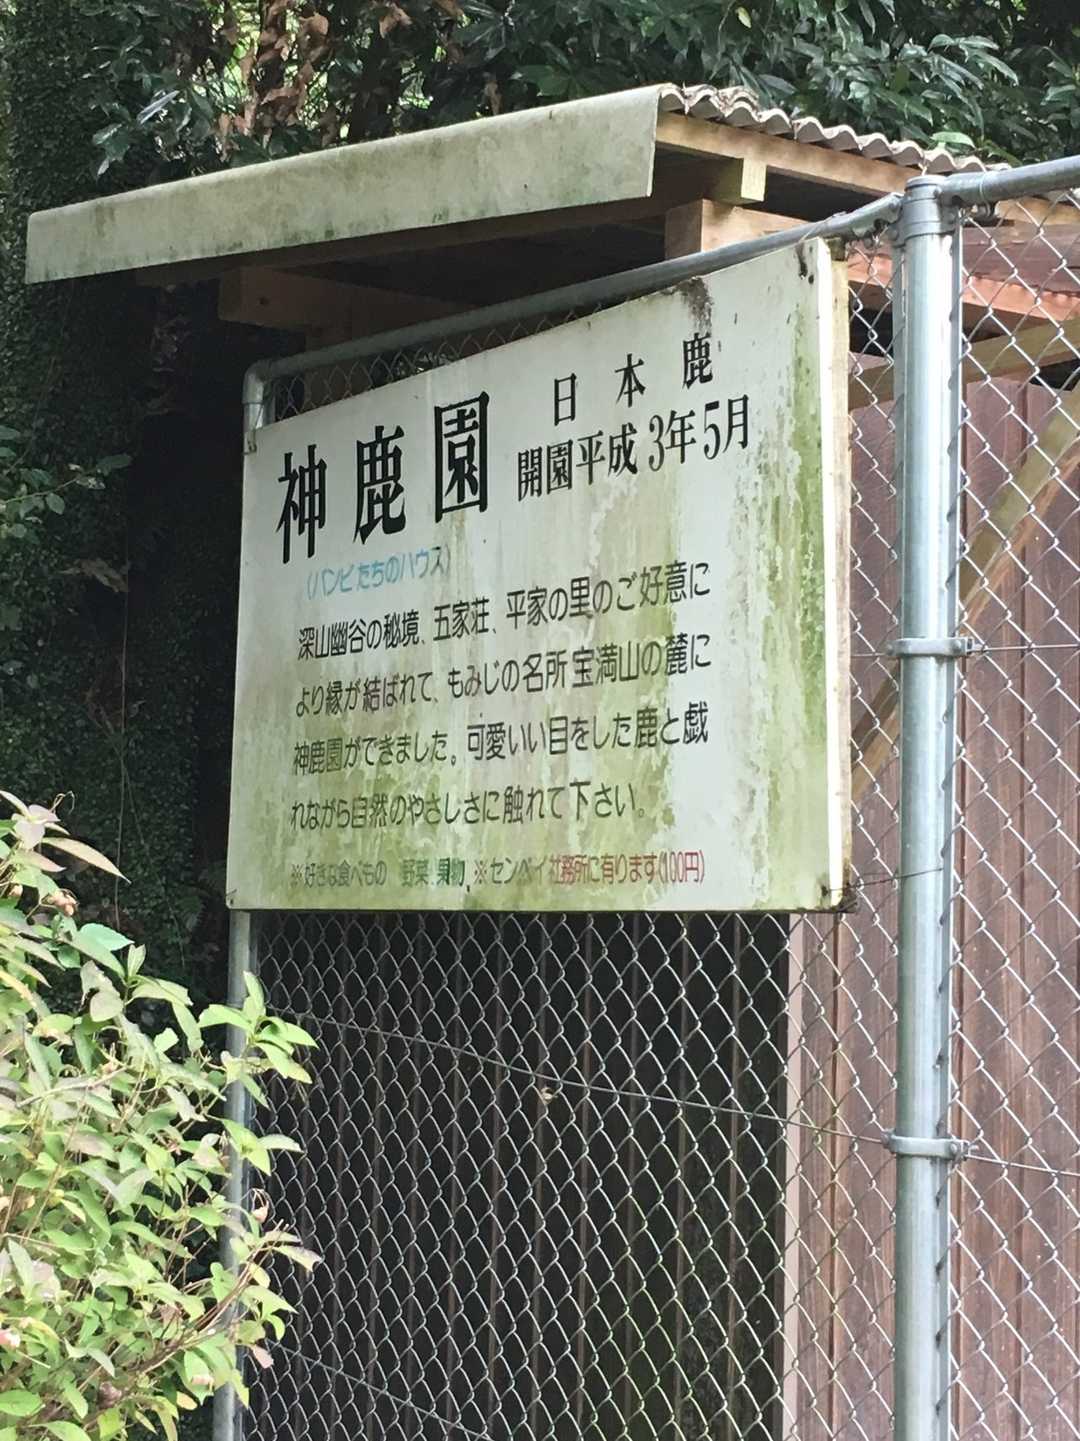 神鹿園
日本鹿
開園平成3年5月
(バンビたちのハウス)
深山幽谷の秘境、五家荘、平家の里のご好意に
より縁が結ばれて、もみじの名所宝満山の麓に
神鹿園ができました。可愛いい目をした鹿と戯
れながら自然のやさしさに触れて下さい。
※好きな食べもの 野菜、果物、※センベイ社務所に有ります(100円)